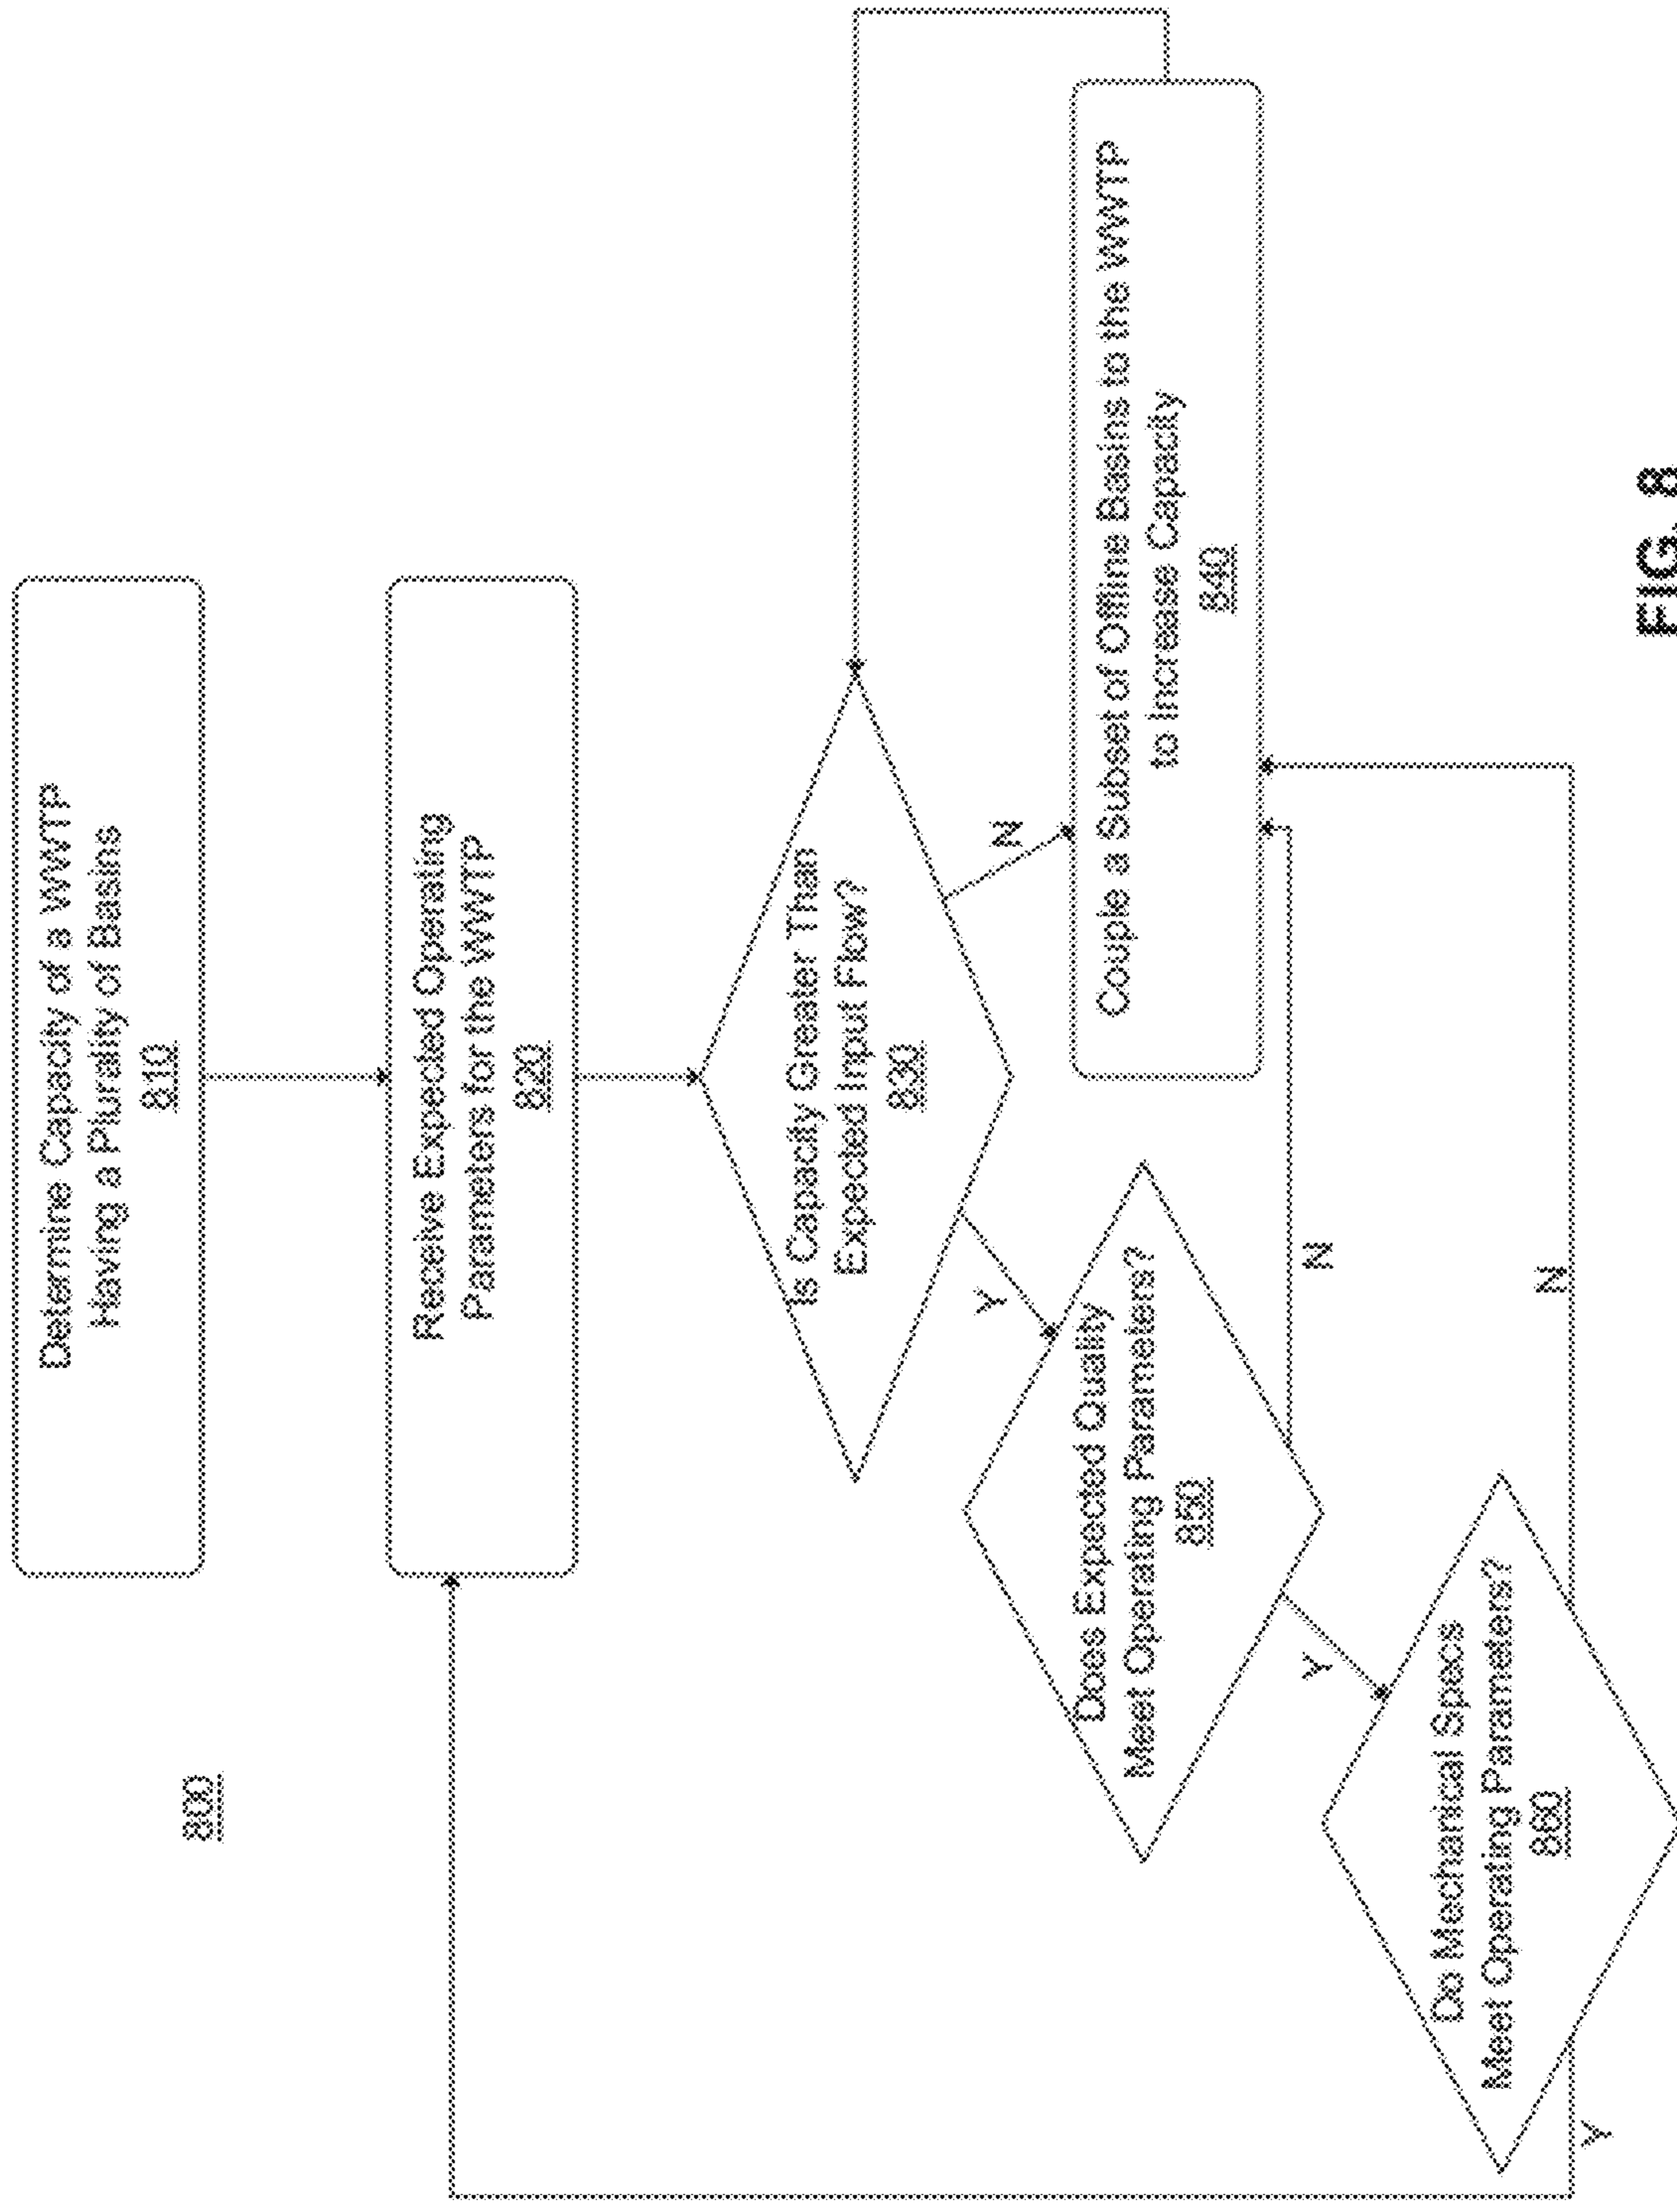 800
Determine Capacity of a WWTP
Having a Plurality of Basins
810
Receive Expected Operating
Parameters for the WWTP
820
Is Capacity Greater Than
Expected Input Flow?
830
Y
N
Does Expected Quality
Meet Operating Parameters?
850
Couple a Subset of Offline Basins to the WWTP
to Increase Capacity
840
Y
N
Do Mechanical Specs
Meet Operating Parameters?
860
Y
N
FIG. 8